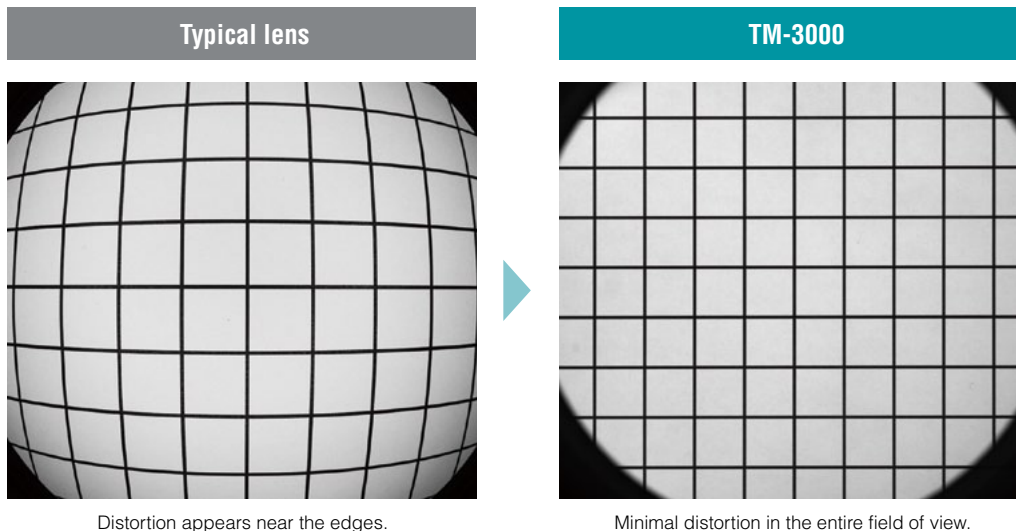 Typical lens
TM-3000
Distortion appears near the edges.
Minimal distortion in the entire field of view.